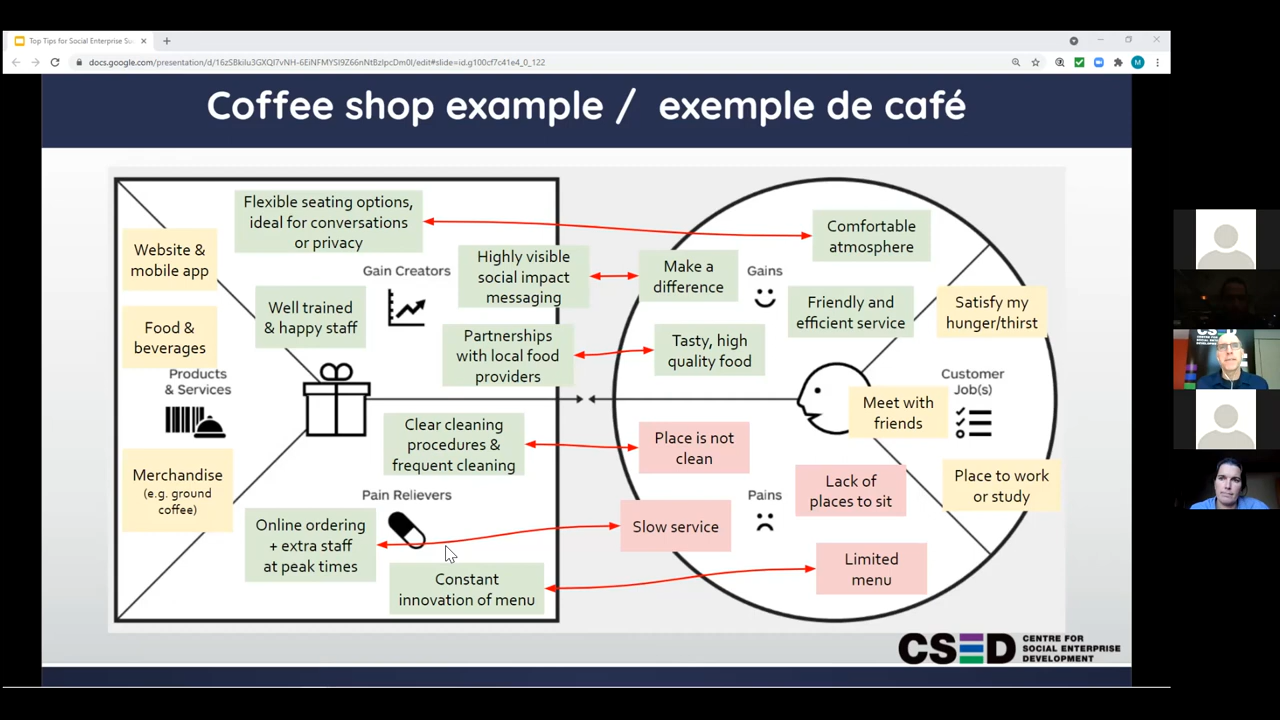 Top Tips for Social Enterprise Su
docs.google.com/presentation/d/16zSBkilu3GXQI7vNH-6EiNFMYSI9Z66nNtBzIpcDm0I/edit#slide=id.g100cf7c41e4_0_122
M
Coffee shop example / exemple de café
Flexible seating options,
ideal for conversations
or privacy
Website &
mobile app
Gain Creators
Highly visible
social impact
messaging
Well trained
& happy staff
Food &
beverages
Partnerships
with local food
providers
Products
& Services
Clear cleaning
procedures &
frequent cleaning
Merchandise
(e.g. ground
coffee)
Pain Relievers
Online ordering
+ extra staff
at peak times
Constant
innovation of menu
Comfortable
atmosphere
Make a
difference
Gains
Friendly and
efficient service
Satisfy my
hunger/thirst
Tasty, high
quality food
Customer
Job(s)
Meet with
friends
Place is not
clean
Lack of
places to sit
Place to work
or study
Pains
Slow service
Limited
menu
CSED
CENTRE FOR
SOCIAL ENTERPRISE
DEVELOPMENT